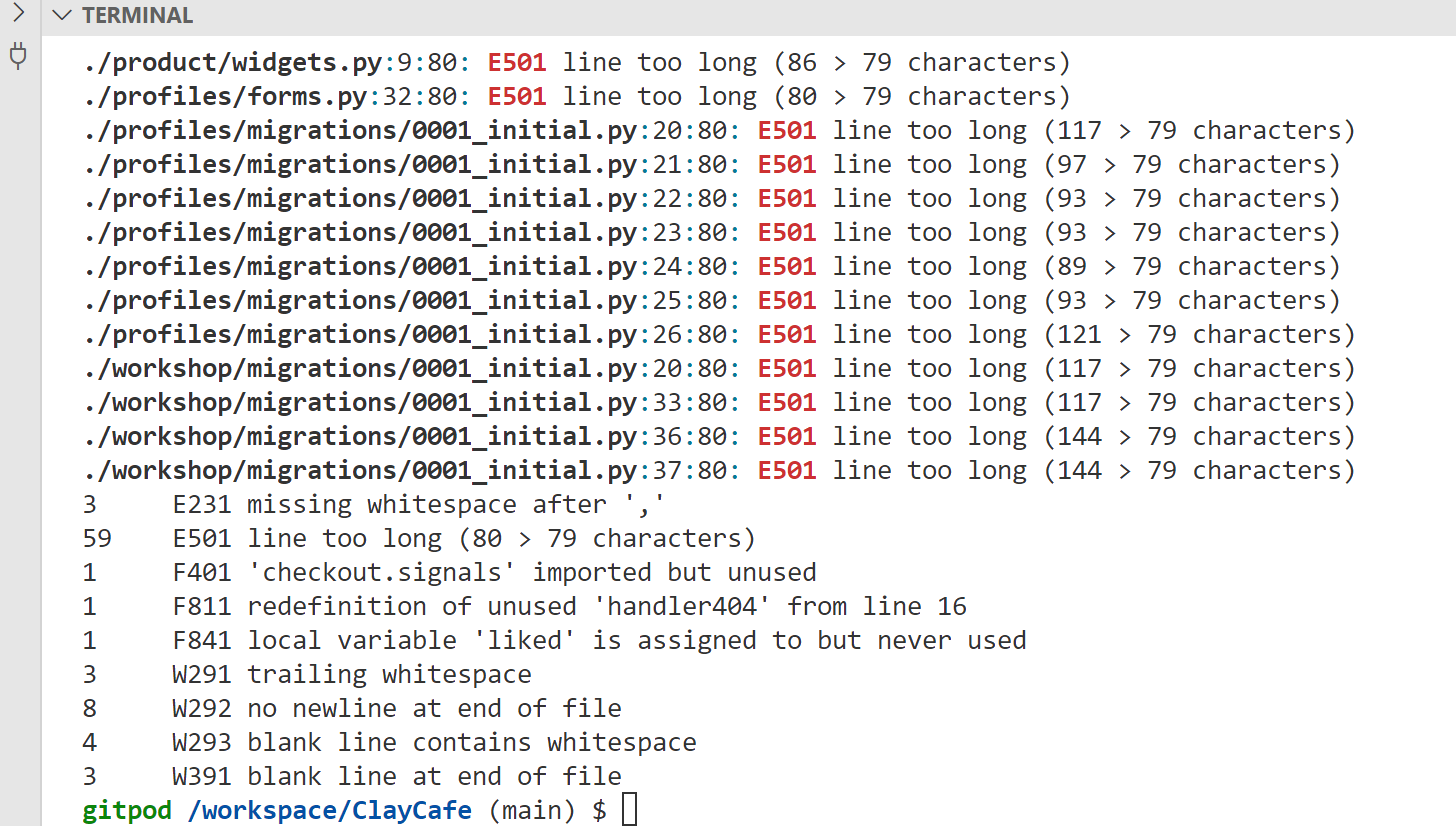 TERMINAL
./product/widgets.py:9:80: E501 line too long (86 > 79 characters)
./profiles/forms.py:32:80: E501 line too long (80 > 79 characters)
./profiles/migrations/0001_initial.py:20:80: E501 line too long (117 > 79 characters)
./profiles/migrations/0001_initial.py:21:80: E501 line too long (97 > 79 characters)
./profiles/migrations/0001_initial.py:22:80: E501 line too long (93 > 79 characters)
./profiles/migrations/0001_initial.py:23:80: E501 line too long (93 > 79 characters)
./profiles/migrations/0001_initial.py:24:80: E501 line too long (89 > 79 characters)
./profiles/migrations/0001_initial.py:25:80: E501 line too long (93 > 79 characters)
./profiles/migrations/0001_initial.py:26:80: E501 line too long (121 > 79 characters)
./workshop/migrations/0001_initial.py:20:80: E501 line too long (117 > 79 characters)
./workshop/migrations/0001_initial.py:33:80: E501 line too long (117 > 79 characters)
./workshop/migrations/0001_initial.py:36:80: E501 line too long (144 > 79 characters)
./workshop/migrations/0001_initial.py:37:80: E501 line too long (144 > 79 characters)
3     E231 missing whitespace after ','
59    E501 line too long (80 > 79 characters)
1     F401 'checkout.signals' imported but unused
1     F811 redefinition of unused 'handler404' from line 16
1     F841 local variable 'liked' is assigned to but never used
3     W291 trailing whitespace
8     W292 no newline at end of file
4     W293 blank line contains whitespace
3     W391 blank line at end of file
gitpod /workspace/ClayCafe (main) $